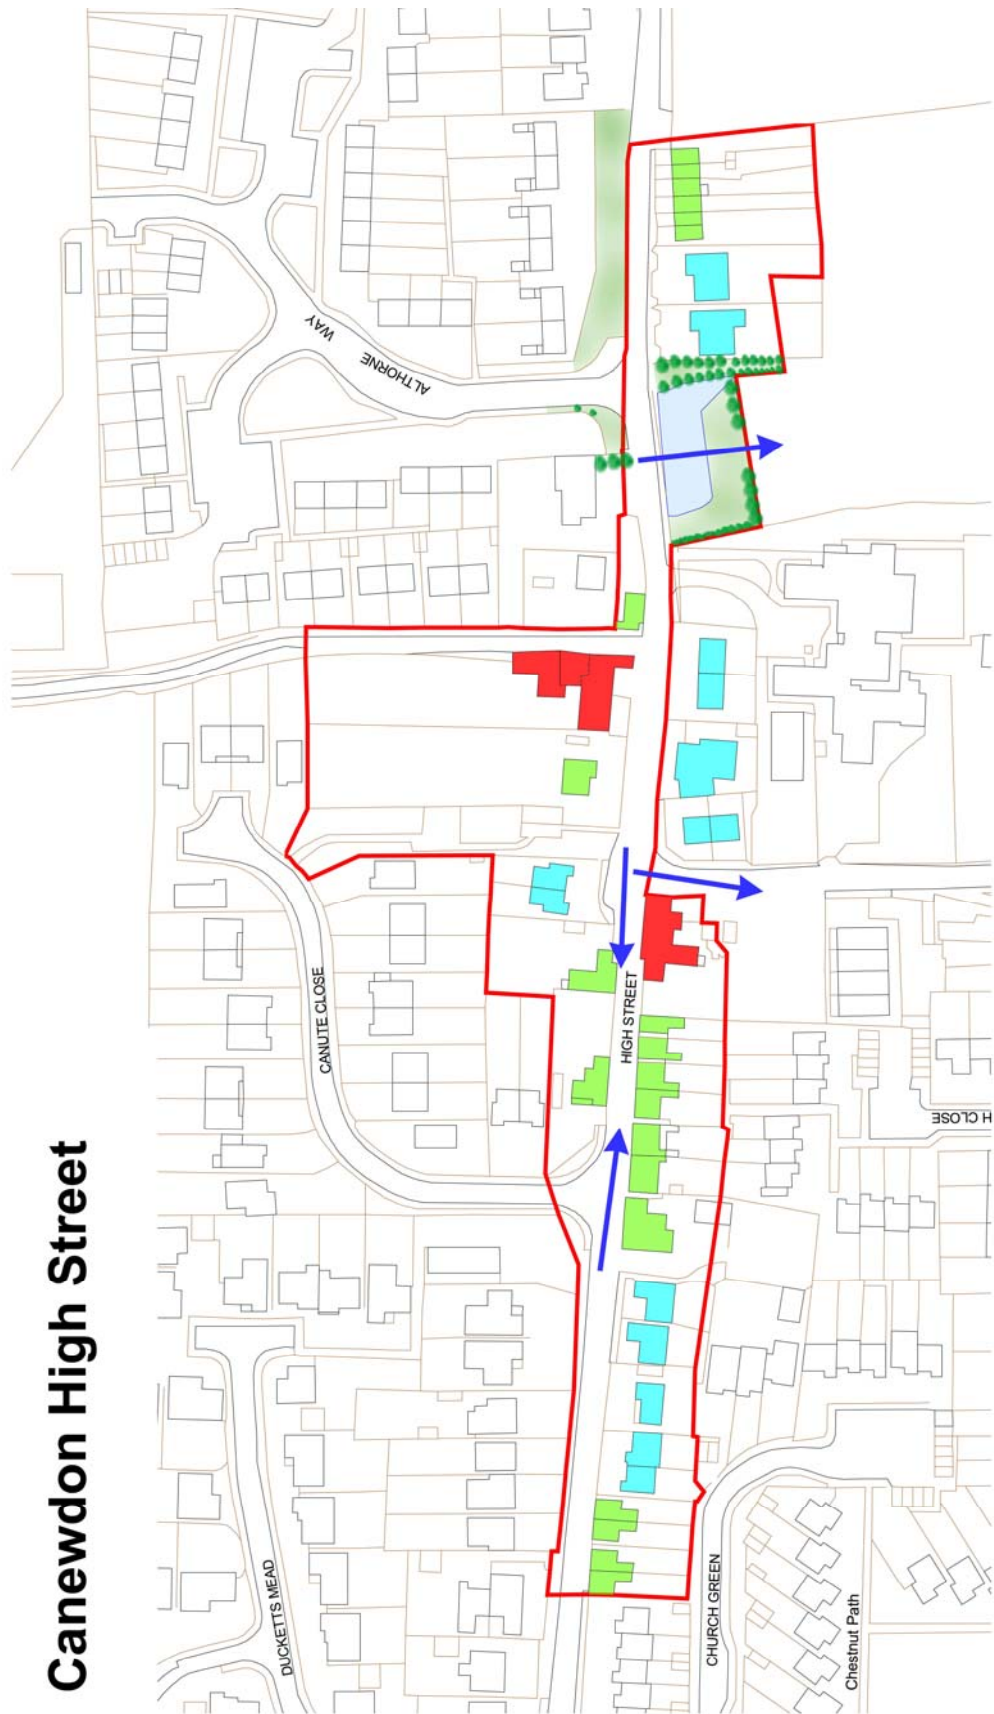 Canewdon High Street
ALTHORNE
WAY
CANUTE CLOSE
HIGH STREET
H CLOSE
DUCKETTS MEAD
CHURCH GREEN
Chestnut Path